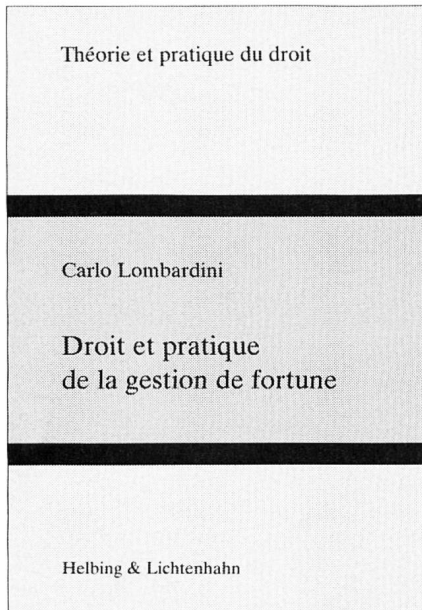 Théorie et pratique du droit
Carlo Lombardini
Droit et pratique
de la gestion de fortune
Helbing & Lichtenhahn